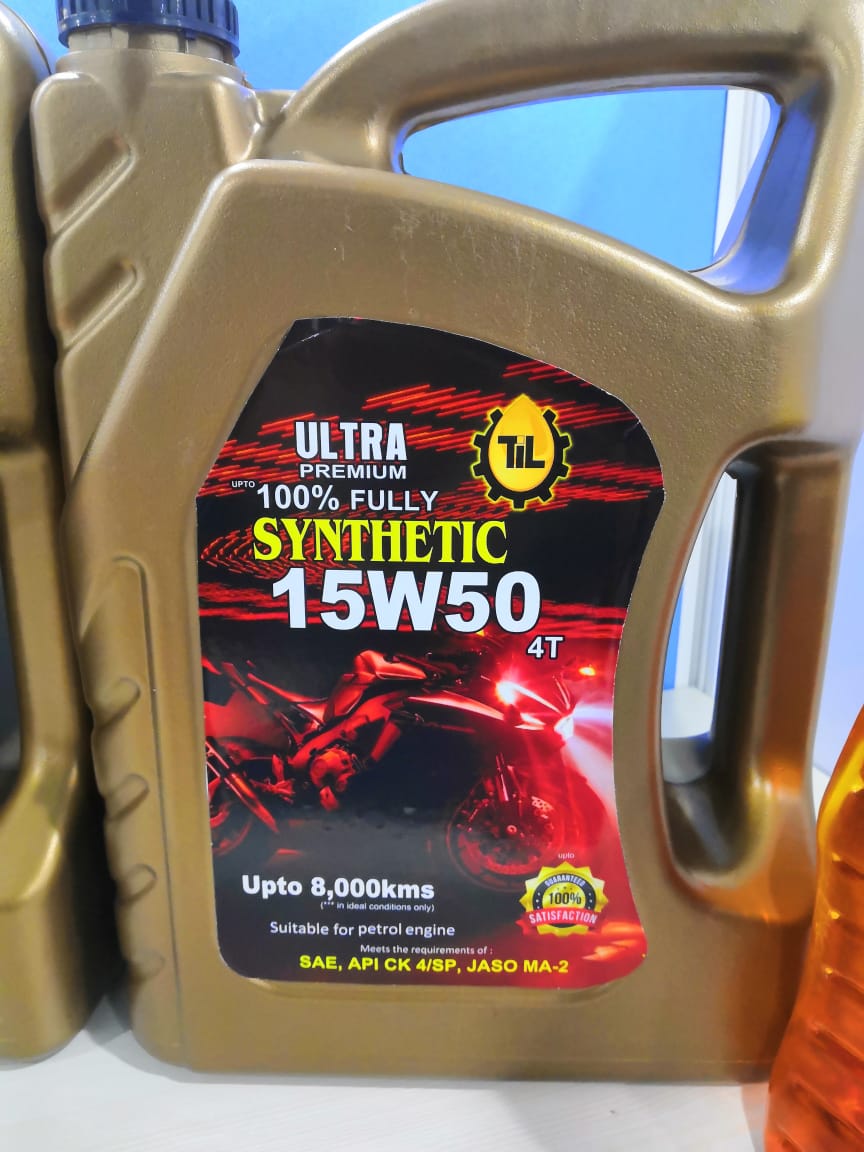 ULTRA
PREMIUM
TiL
UPTO 100% FULLY
SYNTHETIC
15W50
4T
Upto 8,000kms
(*** in ideal conditions only)
Suitable for petrol engine
upto
GUARANTEED
100%
SATISFACTION
Meets the requirements of :
SAE, API CK 4/SP, JASO MA-2